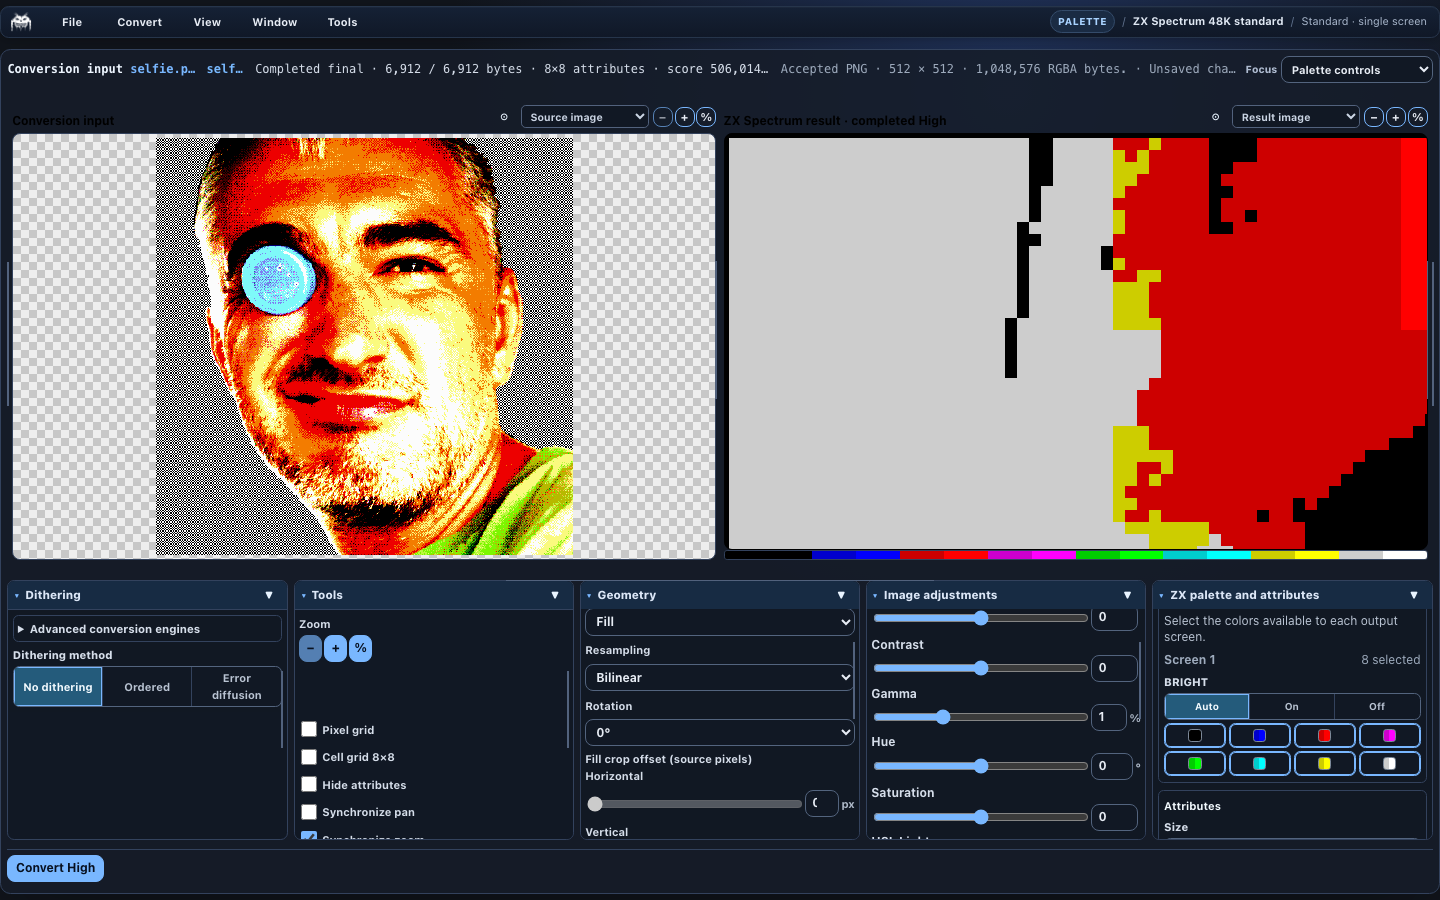 File Convert View Window Tools PALETTE / ZX Spectrum 48K standard / Standard · single screen
Conversion input selfie.p… self… Completed final · 6,912 / 6,912 bytes · 8×8 attributes · score 506,014… Accepted PNG · 512 × 512 · 1,048,576 RGBA bytes. · Unsaved cha… Focus Palette controls
Conversion input Source image − + %
ZX Spectrum result · completed High Result image − + %
Dithering
Advanced conversion engines
Dithering method
No dithering Ordered Error diffusion
Tools
Zoom
− + %
Pixel grid
Cell grid 8×8
Hide attributes
Synchronize pan
Synchronize zoom
Geometry
Fill
Resampling
Bilinear
Rotation
0°
Fill crop offset (source pixels)
Horizontal
px
Vertical
Image adjustments
0
Contrast
0
Gamma
1 %
Hue
0 °
Saturation
0
ZX palette and attributes
Select the colors available to each output
screen.
Screen 1 8 selected
BRIGHT
Auto On Off
Attributes
Size
Convert High